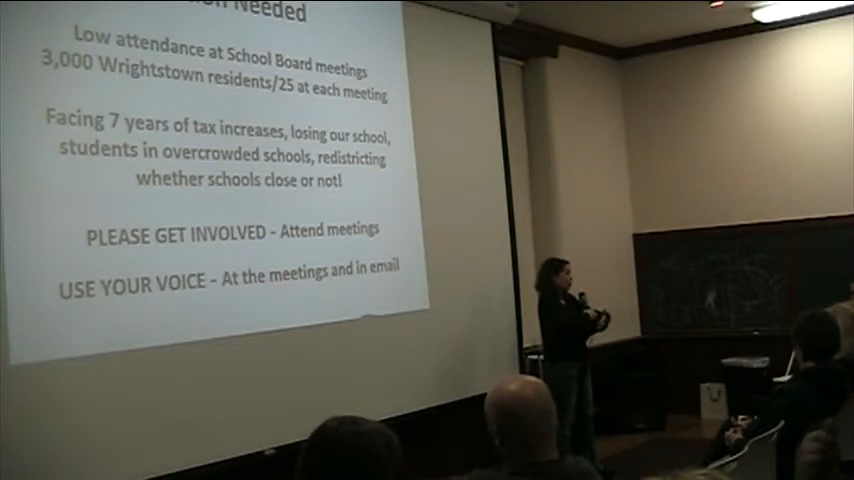 Needed
Low attendance at School Board meetings
3,000 Wrightstown residents/25 at each meeting
Facing 7 years of tax increases, losing our school,
students in overcrowded schools, redistricting
whether schools close or not!
PLEASE GET INVOLVED - Attend meetings
USE YOUR VOICE - At the meetings and in email